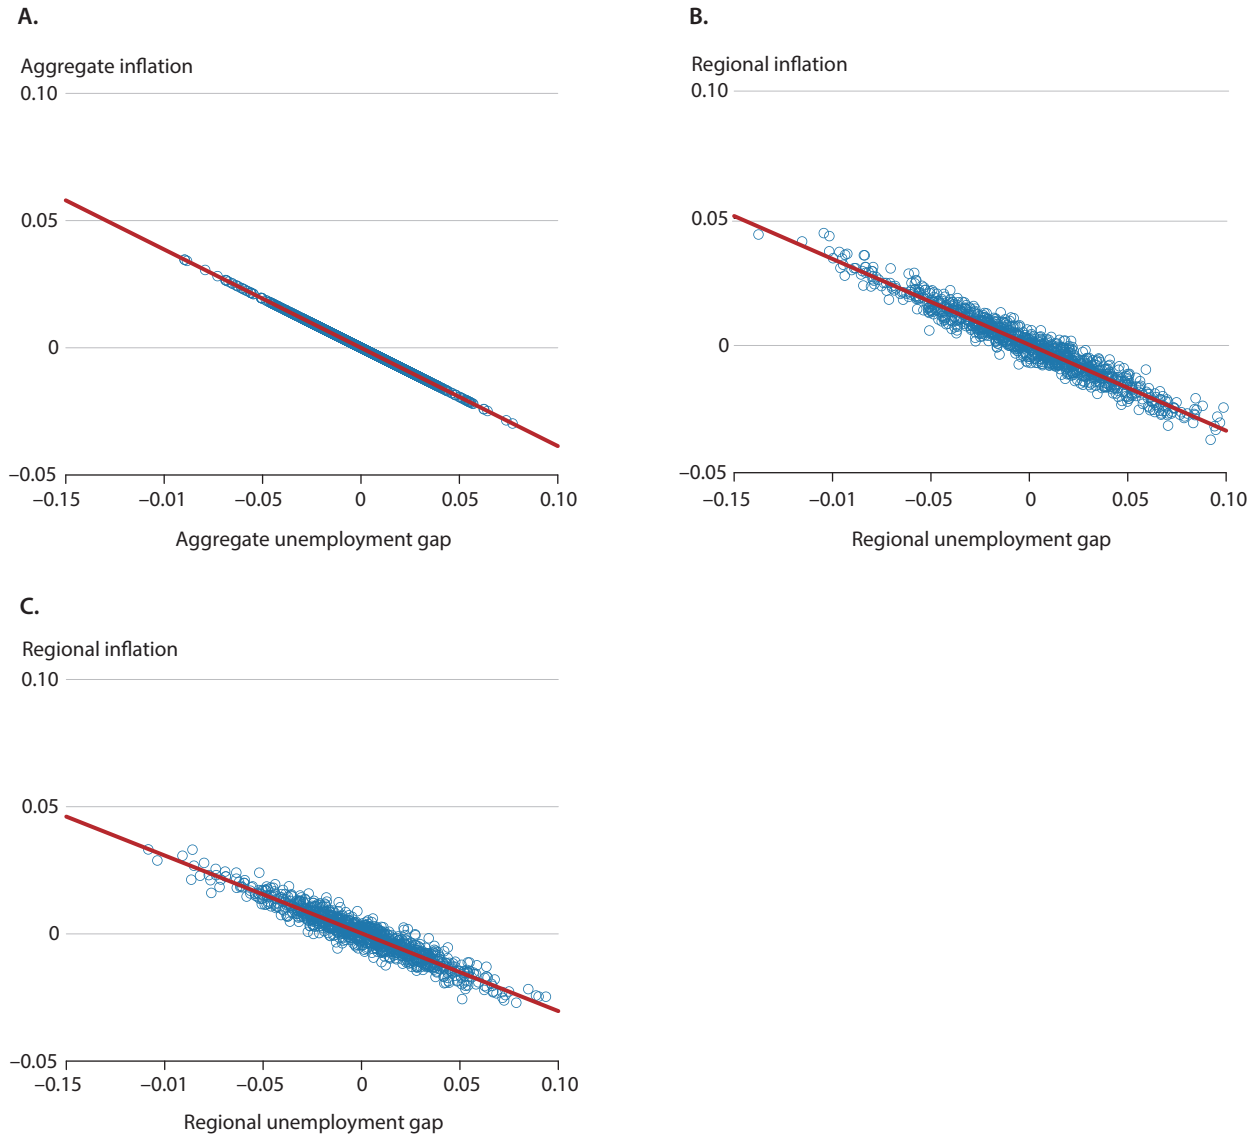 A.
Aggregate inflation
0.10
0.05
0
–0.05
–0.15 –0.01 –0.05 0 0.05 0.10
Aggregate unemployment gap
B.
Regional inflation
0.10
0.05
0
–0.05
–0.15 –0.01 –0.05 0 0.05 0.10
Regional unemployment gap
C.
Regional inflation
0.10
0.05
0
–0.05
–0.15 –0.01 –0.05 0 0.05 0.10
Regional unemployment gap